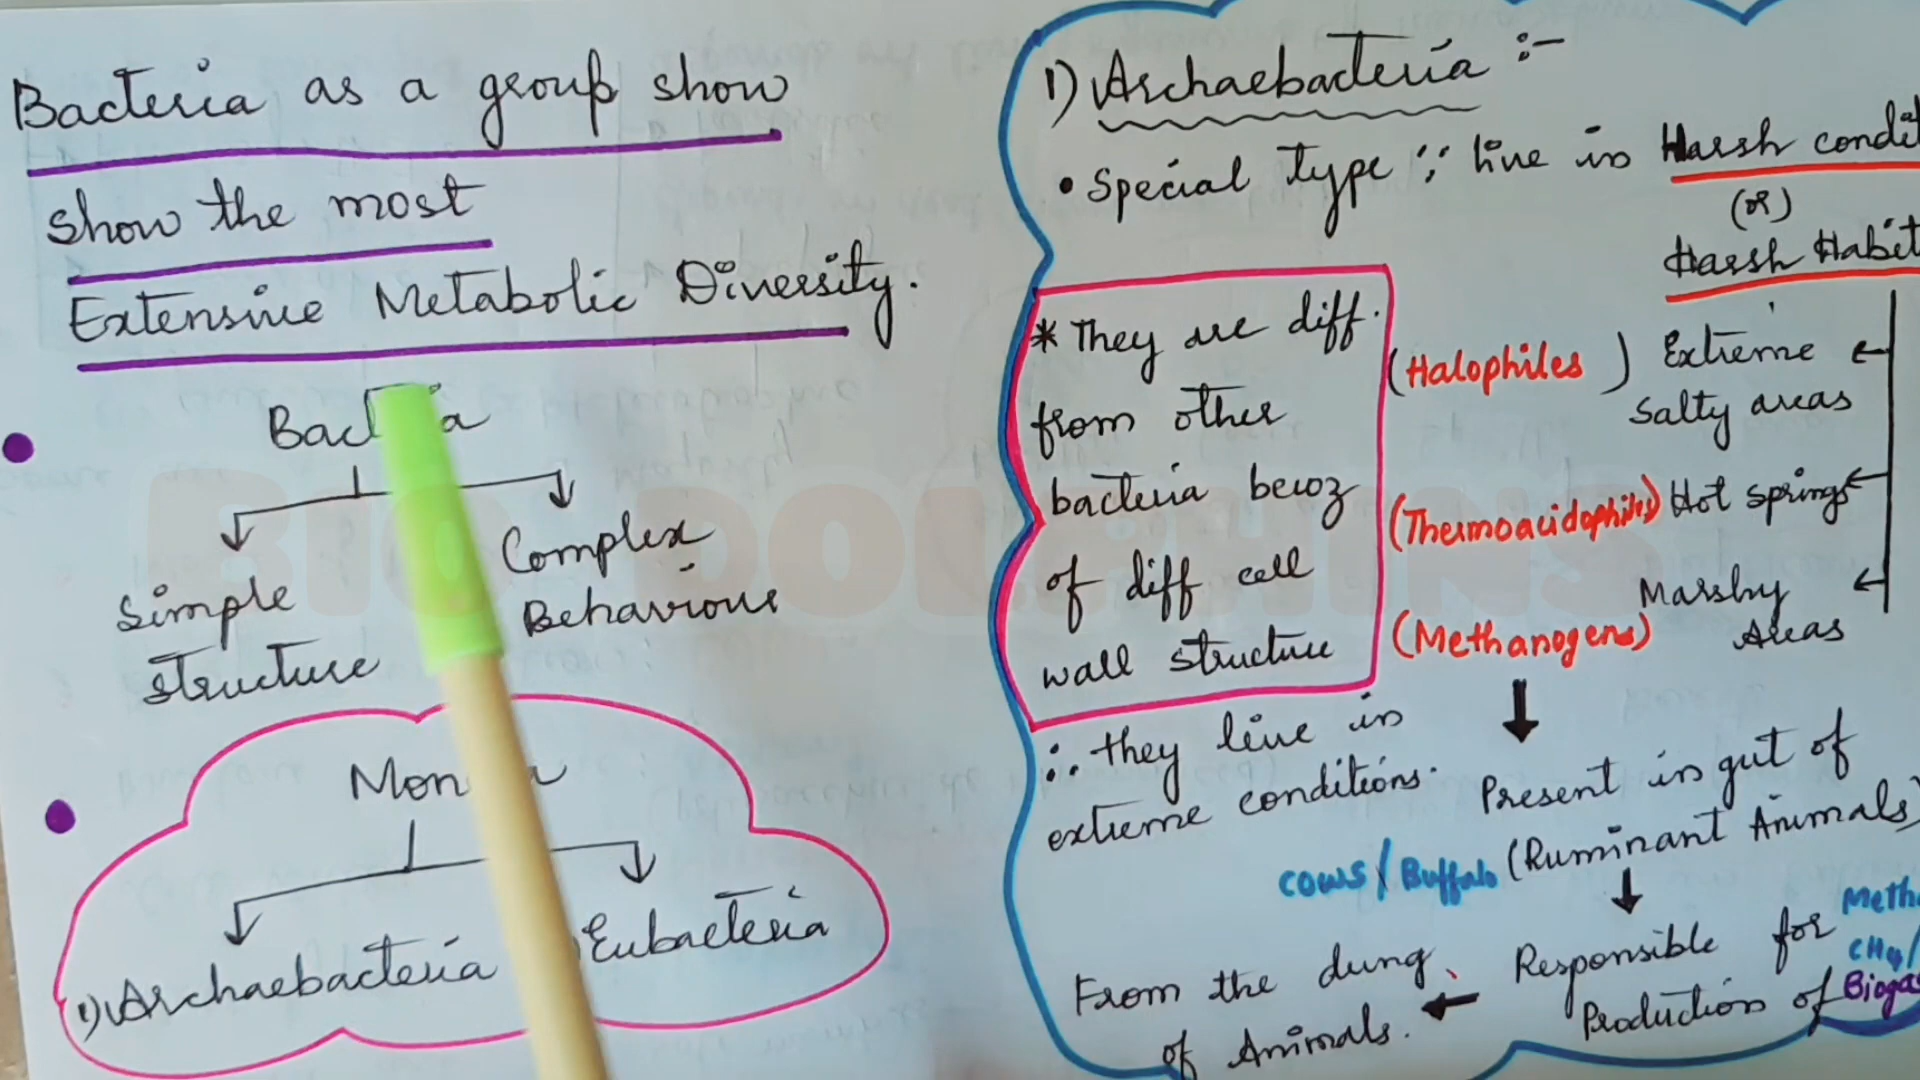 Bacteria as a group show
show the most
Extensive Metabolic Diversity.
Simple
structure
Complex
Behaviour
1) Archaebacteria
Eubacteria
1) Archaebacteria :-
• Special type ∵ live in Harsh
(or)
Harsh
* They are diff.
from other
bacteria becoz
of diff cell
wall structure
∴ they live in
extreme conditions.
(Halophiles) Extreme
Salty areas
(Thermoacidophiles) Hot springs
(Methanogens) Marshy
Areas
Present in gut of
cows/Buffalo (Ruminant Animals)
Responsible for
Production of
From the dung
of Animals.
BIO DOLPHINS